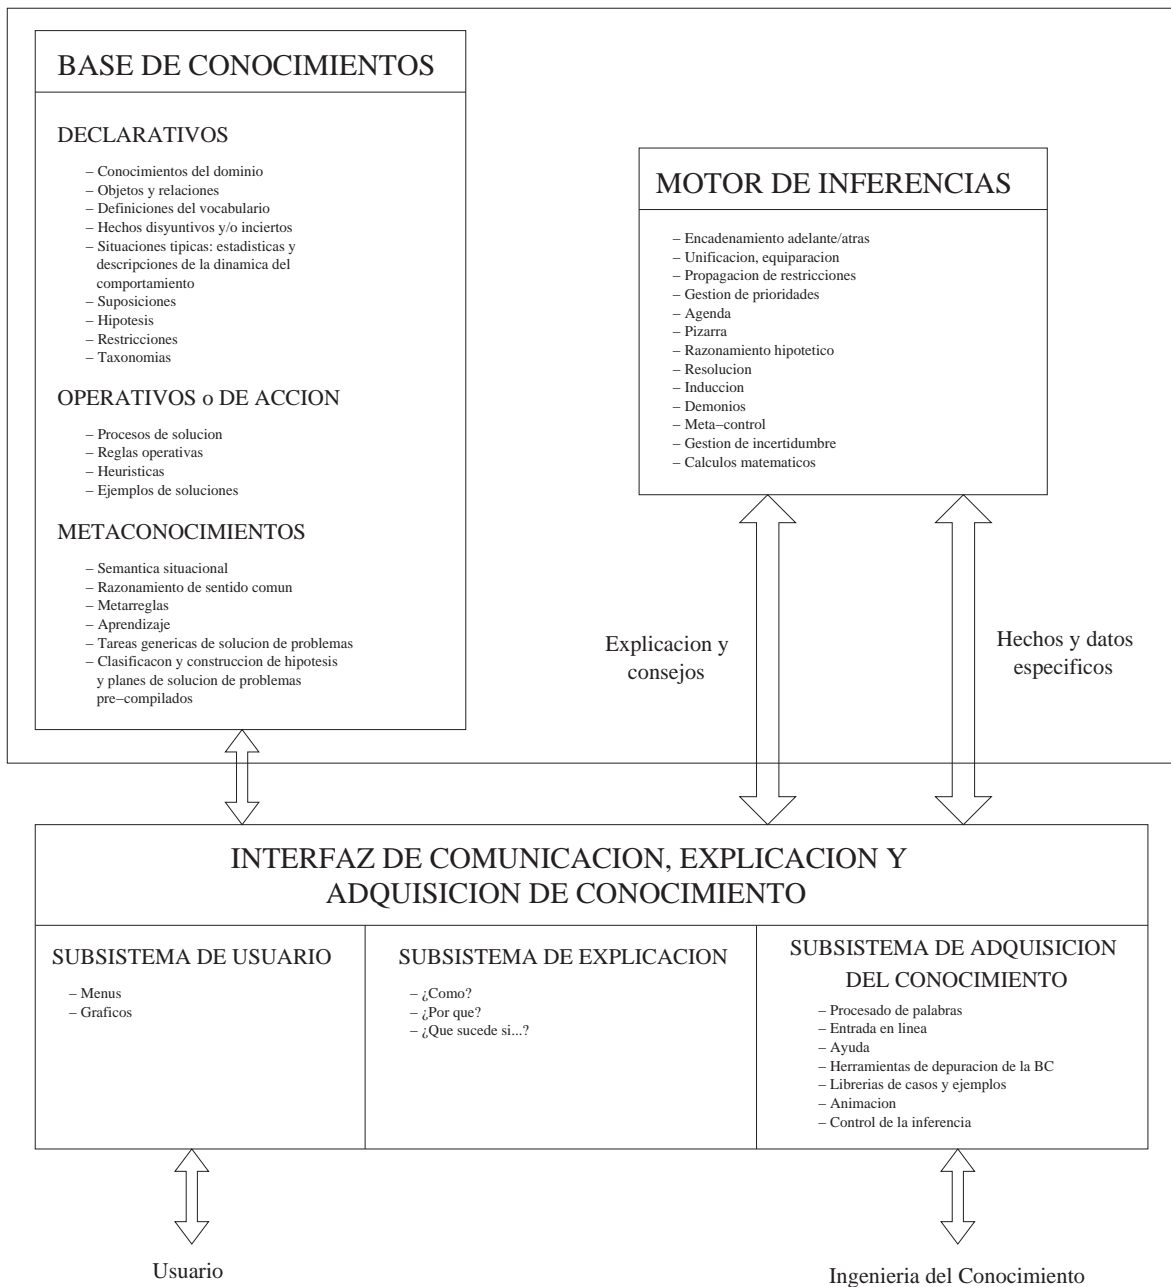 BASE DE CONOCIMIENTOS
DECLARATIVOS
– Conocimientos del dominio
– Objetos y relaciones
– Definiciones del vocabulario
– Hechos disyuntivos y/o inciertos
– Situaciones tipicas: estadisticas y
descripciones de la dinamica del
comportamiento
– Suposiciones
– Hipotesis
– Restricciones
– Taxonomias
OPERATIVOS o DE ACCION
– Procesos de solucion
– Reglas operativas
– Heuristicas
– Ejemplos de soluciones
METACONOCIMIENTOS
– Semantica situacional
– Razonamiento de sentido comun
– Metarreglas
– Aprendizaje
– Tareas genericas de solucion de problemas
– Clasificacon y construccion de hipotesis
y planes de solucion de problemas
pre–compilados
MOTOR DE INFERENCIAS
– Encadenamiento adelante/atras
– Unificacion, equiparacion
– Propagacion de restricciones
– Gestion de prioridades
– Agenda
– Pizarra
– Razonamiento hipotetico
– Resolucion
– Induccion
– Demonios
– Meta–control
– Gestion de incertidumbre
– Calculos matematicos
Explicacion y
consejos
Hechos y datos
especificos
INTERFAZ DE COMUNICACION, EXPLICACION Y
ADQUISICION DE CONOCIMIENTO
SUBSISTEMA DE USUARIO
– Menus
– Graficos
SUBSISTEMA DE EXPLICACION
– ¿Como?
– ¿Por que?
– ¿Que sucede si...?
SUBSISTEMA DE ADQUISICION
DEL CONOCIMIENTO
– Procesado de palabras
– Entrada en linea
– Ayuda
– Herramientas de depuracion de la BC
– Librerias de casos y ejemplos
– Animacion
– Control de la inferencia
Usuario
Ingenieria del Conocimiento